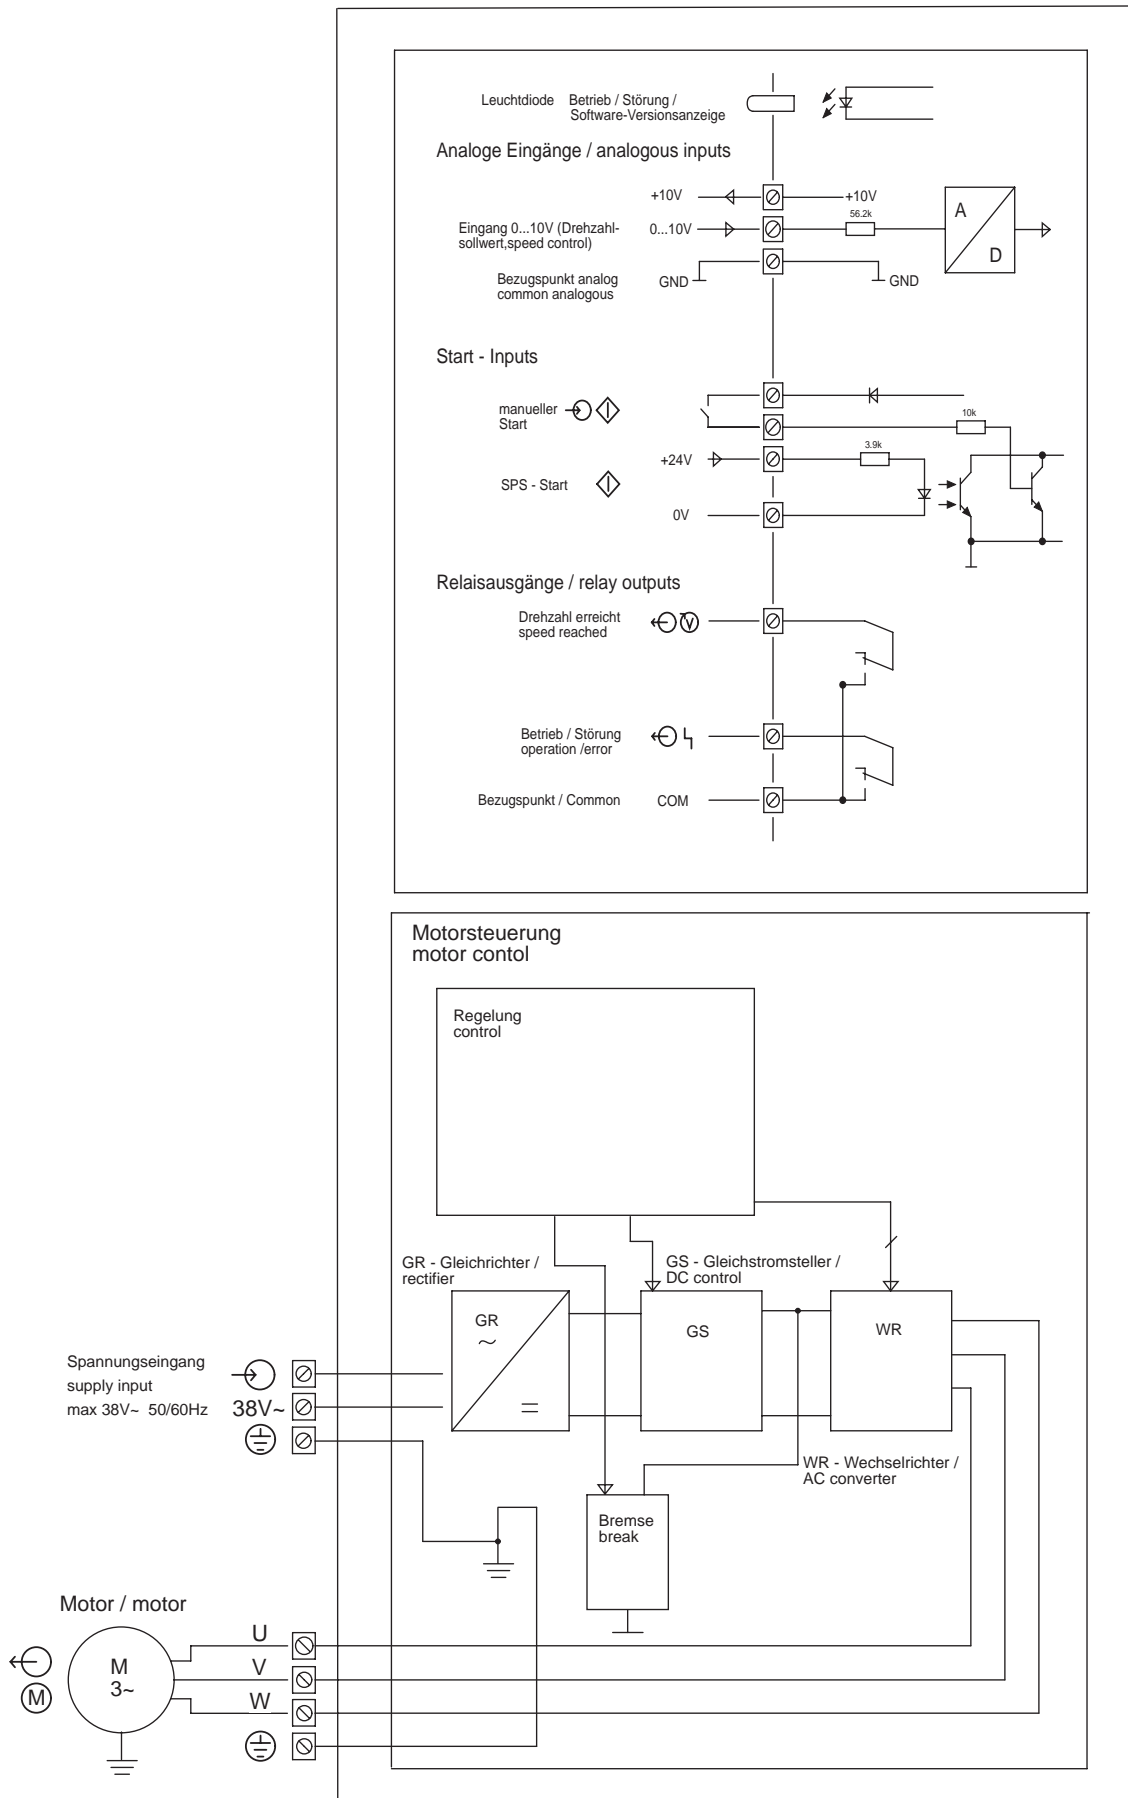 Leuchtdiode Betrieb / Störung /
Software-Versionsanzeige
Analoge Eingänge / analogous inputs
+10V +10V
56.2k
Eingang 0...10V (Drehzahl- 0...10V
sollwert,speed control)
A
D
Bezugspunkt analog GND GND
common analogous
Start - Inputs
manueller
Start
10k
3.9k
+24V
SPS - Start
0V
Relaisausgänge / relay outputs
Drehzahl erreicht
speed reached
V
Betrieb / Störung
operation /error
Bezugspunkt / Common COM
Motorsteuerung
motor contol
Regelung
control
GR - Gleichrichter /
rectifier
GS - Gleichstromsteller /
DC control
GR
~
=
GS
WR
Spannungseingang
supply input
max 38V~ 50/60Hz 38V~
WR - Wechselrichter /
AC converter
Bremse
break
Motor / motor
U
M
3~
V
M
W